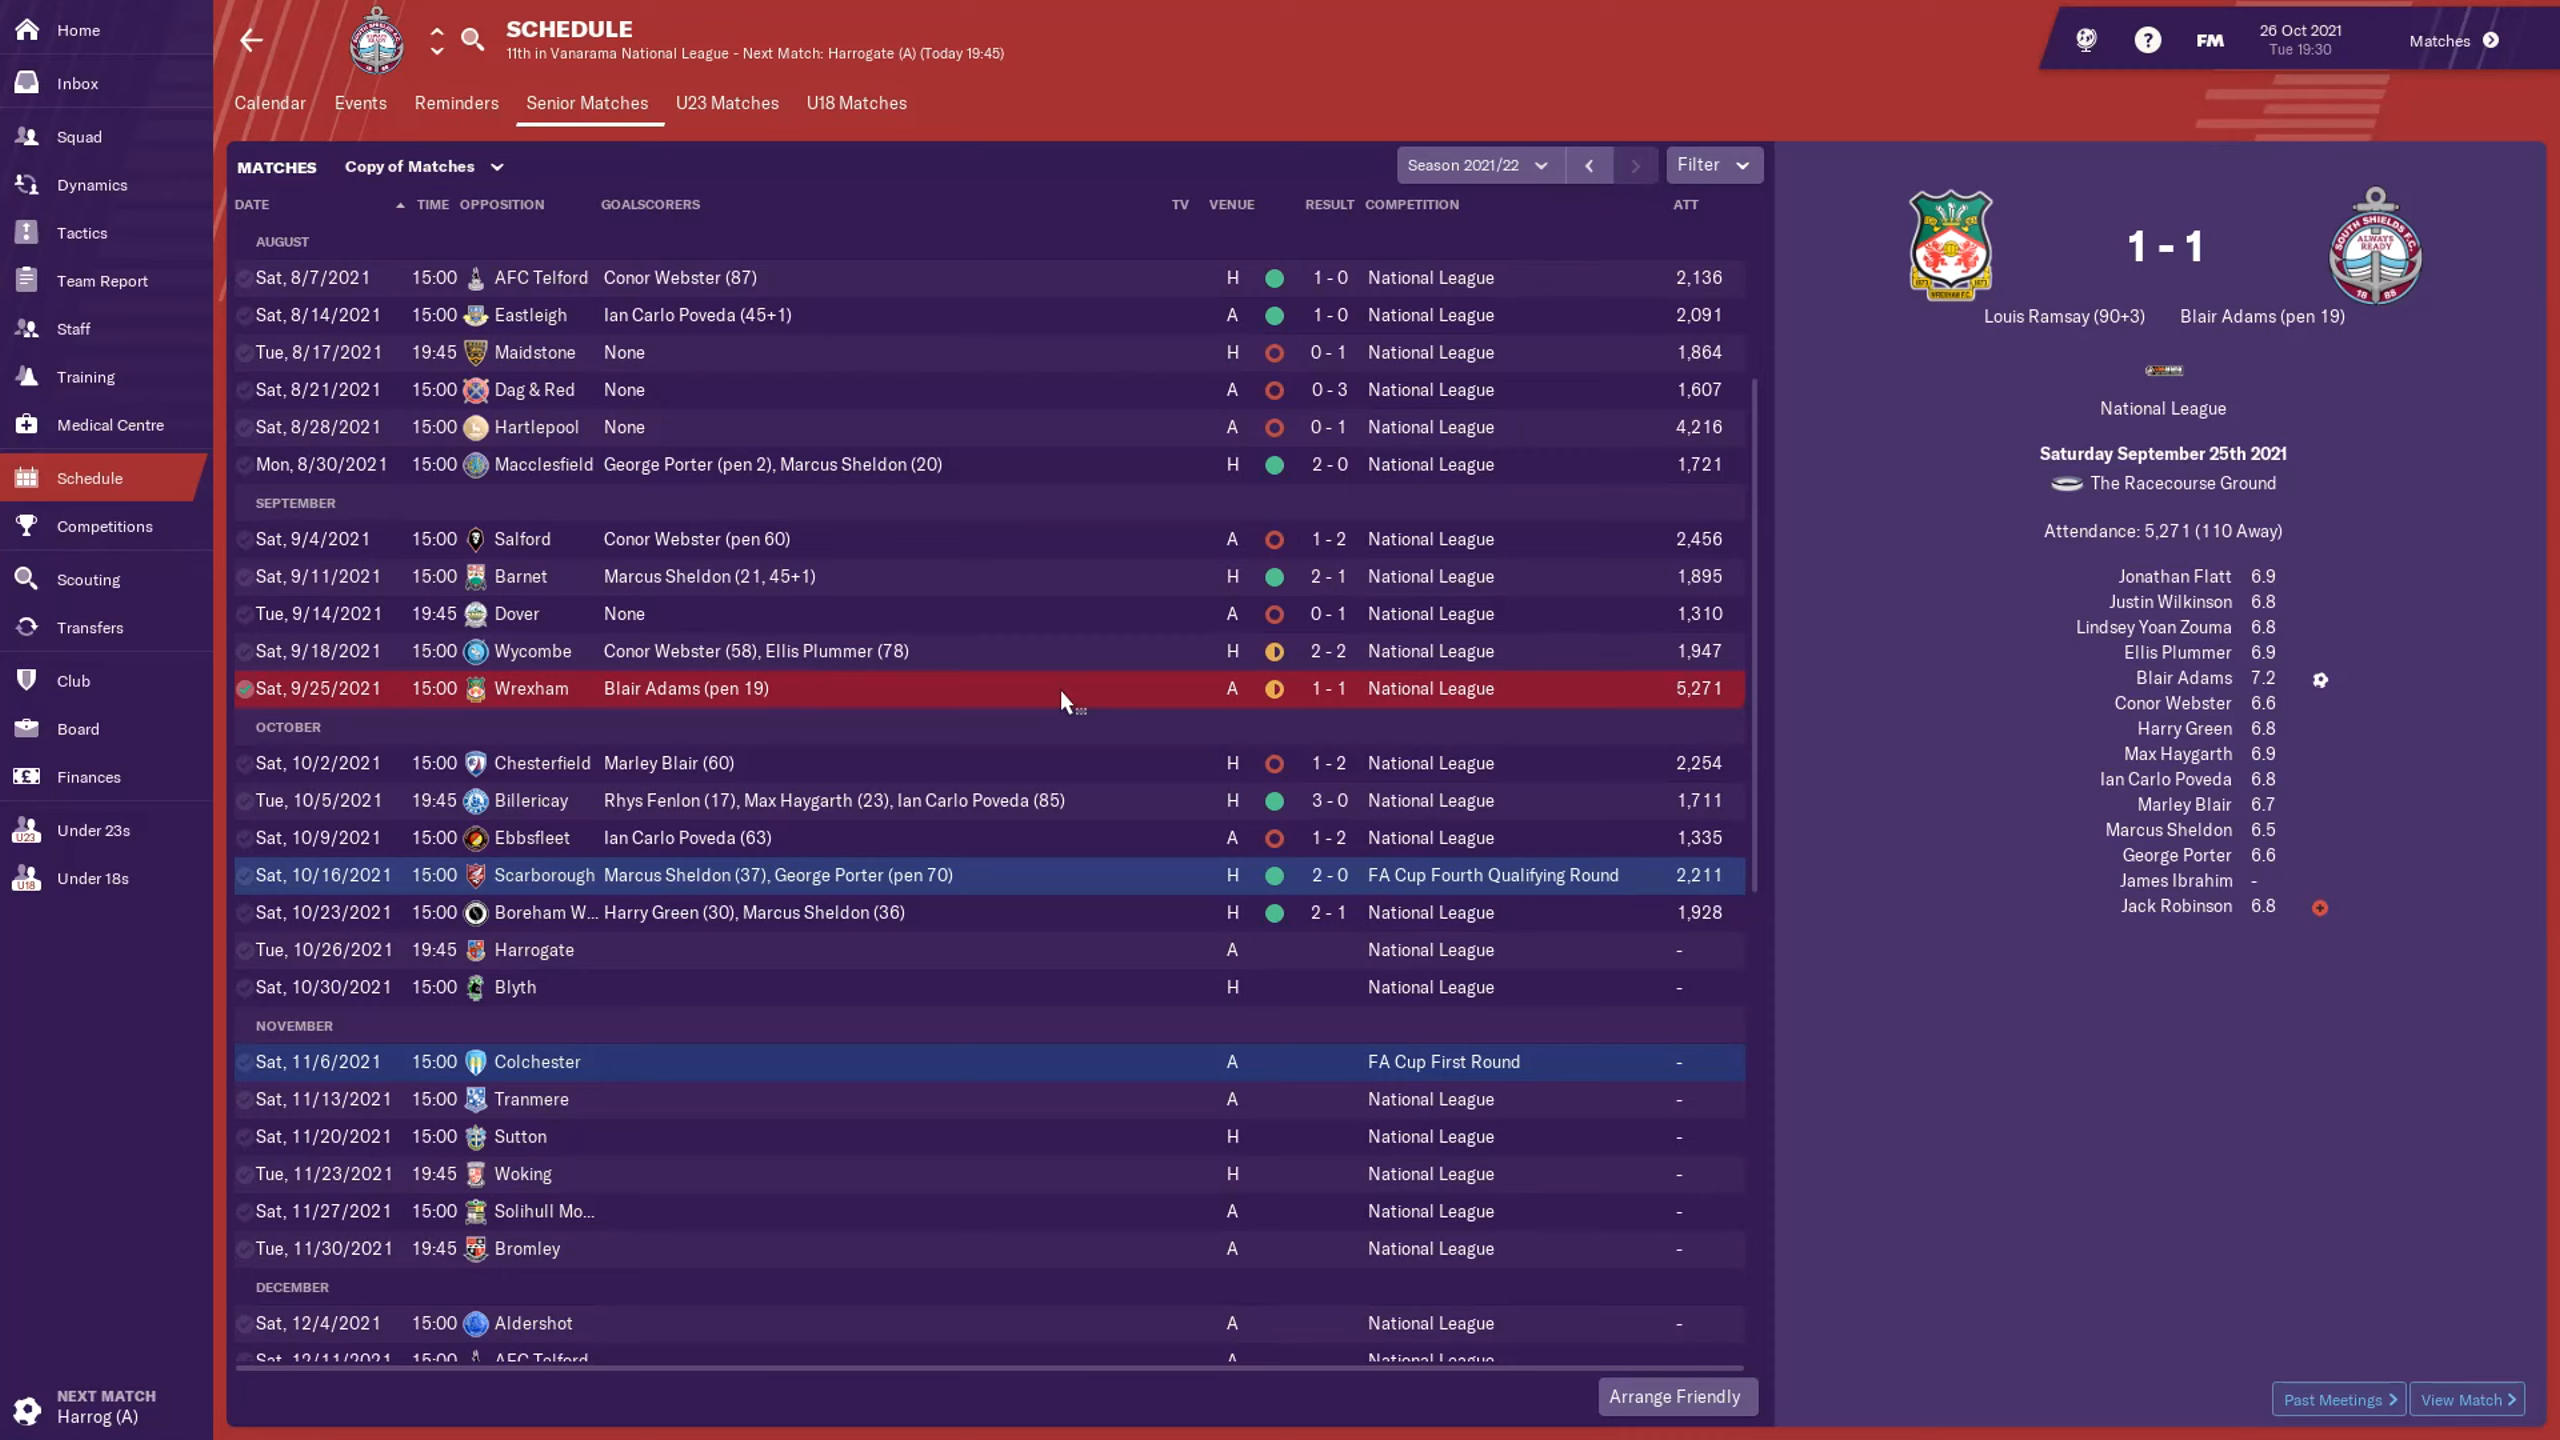 Home
Inbox
Squad
Dynamics
Tactics
Team Report
Staff
Training
Medical Centre
Schedule
Competitions
Scouting
Transfers
Club
Board
Finances
U23 Under 23s
U18 Under 18s
NEXT MATCH
Harrog (A)
SCHEDULE
11th in Vanarama National League - Next Match: Harrogate (A) (Today 19:45)
FM
26 Oct 2021
Tue 19:30
Matches
Calendar Events Reminders Senior Matches U23 Matches U18 Matches
MATCHES Copy of Matches Season 2021/22 Filter
DATE TIME OPPOSITION GOALSCORERS TV VENUE RESULT COMPETITION ATT
AUGUST
Sat, 8/7/2021 15:00 AFC Telford Conor Webster (87) H 1 - 0 National League 2,136
Sat, 8/14/2021 15:00 Eastleigh Ian Carlo Poveda (45+1) A 1 - 0 National League 2,091
Tue, 8/17/2021 19:45 Maidstone None H 0 - 1 National League 1,864
Sat, 8/21/2021 15:00 Dag & Red None A 0 - 3 National League 1,607
Sat, 8/28/2021 15:00 Hartlepool None A 0 - 1 National League 4,216
Mon, 8/30/2021 15:00 Macclesfield George Porter (pen 2), Marcus Sheldon (20) H 2 - 0 National League 1,721
SEPTEMBER
Sat, 9/4/2021 15:00 Salford Conor Webster (pen 60) A 1 - 2 National League 2,456
Sat, 9/11/2021 15:00 Barnet Marcus Sheldon (21, 45+1) H 2 - 1 National League 1,895
Tue, 9/14/2021 19:45 Dover None A 0 - 1 National League 1,310
Sat, 9/18/2021 15:00 Wycombe Conor Webster (58), Ellis Plummer (78) H 2 - 2 National League 1,947
Sat, 9/25/2021 15:00 Wrexham Blair Adams (pen 19) A 1 - 1 National League 5,271
OCTOBER
Sat, 10/2/2021 15:00 Chesterfield Marley Blair (60) H 1 - 2 National League 2,254
Tue, 10/5/2021 19:45 Billericay Rhys Fenlon (17), Max Haygarth (23), Ian Carlo Poveda (85) H 3 - 0 National League 1,711
Sat, 10/9/2021 15:00 Ebbsfleet Ian Carlo Poveda (63) A 1 - 2 National League 1,335
Sat, 10/16/2021 15:00 Scarborough Marcus Sheldon (37), George Porter (pen 70) H 2 - 0 FA Cup Fourth Qualifying Round 2,211
Sat, 10/23/2021 15:00 Boreham W... Harry Green (30), Marcus Sheldon (36) H 2 - 1 National League 1,928
Tue, 10/26/2021 19:45 Harrogate A National League -
Sat, 10/30/2021 15:00 Blyth H National League -
NOVEMBER
Sat, 11/6/2021 15:00 Colchester A FA Cup First Round -
Sat, 11/13/2021 15:00 Tranmere A National League -
Sat, 11/20/2021 15:00 Sutton H National League -
Tue, 11/23/2021 19:45 Woking H National League -
Sat, 11/27/2021 15:00 Solihull Mo... A National League -
Tue, 11/30/2021 19:45 Bromley A National League -
DECEMBER
Sat, 12/4/2021 15:00 Aldershot A National League -
Sat, 12/11/2021 15:00 AFC Telford A National League
Arrange Friendly
1 - 1
SOUTH SHIELDS F.C.
ALWAYS READY
Louis Ramsay (90+3) Blair Adams (pen 19)
National League
Saturday September 25th 2021
The Racecourse Ground
Attendance: 5,271 (110 Away)
Jonathan Flatt 6.9
Justin Wilkinson 6.8
Lindsey Yoan Zouma 6.8
Ellis Plummer 6.9
Blair Adams 7.2
Conor Webster 6.6
Harry Green 6.8
Max Haygarth 6.9
Ian Carlo Poveda 6.8
Marley Blair 6.7
Marcus Sheldon 6.5
George Porter 6.6
James Ibrahim -
Jack Robinson 6.8
Past Meetings View Match